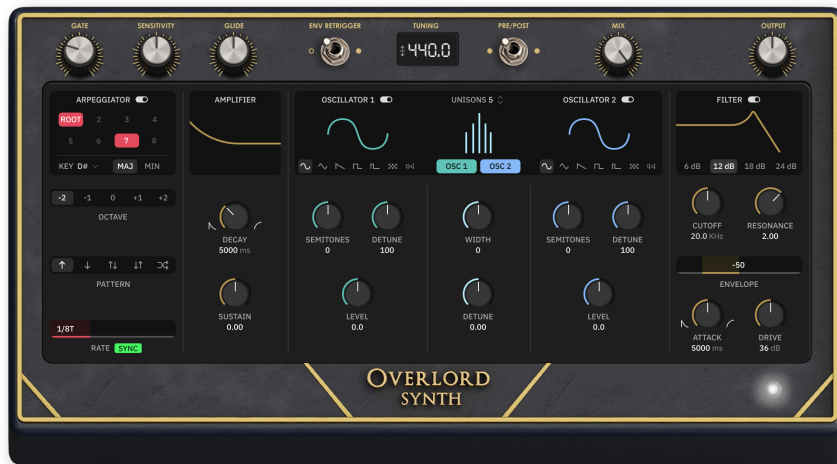 GATE SENSITIVITY GLIDE ENV RETRIGGER TUNING PRE/POST MIX OUTPUT
440.0
ARPEGGIATOR AMPLIFIER OSCILLATOR 1 UNISONS 5 OSCILLATOR 2 FILTER
ROOT 2 3 4
5 6 7 8
KEY D# MAJ MIN
OSC 1 OSC 2
6 dB 12 dB 18 dB 24 dB
-2 -1 0 +1 +2
OCTAVE
DECAY
5000 ms
SEMITONES
0
DETUNE
100
WIDTH
0
SEMITONES
0
DETUNE
100
CUTOFF
20.0 KHz
RESONANCE
2.00
PATTERN
-50
ENVELOPE
SUSTAIN
0.00
LEVEL
0.0
DETUNE
0.00
LEVEL
0.0
1/8T
RATE SYNC
ATTACK
5000 ms
DRIVE
36 dB
OVERLORD
SYNTH